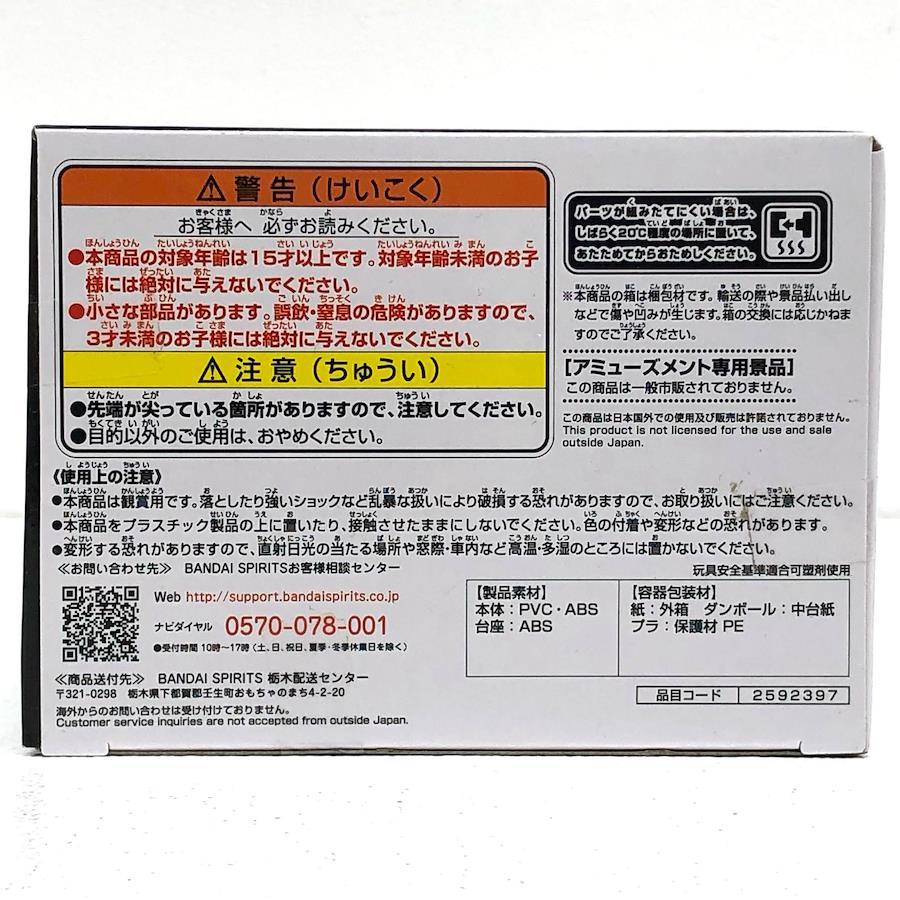 ⚠警告（けいこく）
お客様へ 必ずお読みください。
●本商品の対象年齢は15才以上です。対象年齢未満のお子
様には絶対に与えないでください。
●小さな部品があります。誤飲・窒息の危険がありますので、
3才未満のお子様には絶対に与えないでください。
⚠注意（ちゅうい）
●先端が尖っている箇所がありますので、注意してください。
●目的以外のご使用は、おやめください。
パーツが組みたてにくい場合は、
しばらく20℃程度の場所に置いて、
あたためてからおためしください。
※本商品の箱は梱包材です。輸送の際や景品払い出し
などで傷や凹みが生じます。箱の交換には応じかねま
すのでご了承ください。
[アミューズメント専用景品]
この商品は一般市販されておりません。
この商品は日本国外での使用及び販売は許諾されておりません。
This product is not licensed for the use and sale
outside Japan.
《使用上の注意》
●本商品は観賞用です。落としたり強いショックなど乱暴な扱いにより破損する恐れがありますので、お取り扱いにはご注意ください。
●本商品をプラスチック製品の上に置いたり、接触させたままにしないでください。色の付着や変形などの恐れがあります。
●変形する恐れがありますので、直射日光の当たる場所や窓際・車内など高温・多湿のところには置かないでください。
≪お問い合わせ先≫ BANDAI SPIRITSお客様相談センター
玩具安全基準適合可塑剤使用
Web http://support.bandaispirits.co.jp
ナビダイヤル 0570-078-001
●受付時間 10時～17時（土、日、祝日、夏季・冬季休業日を除く）
【製品素材】
本体：PVC・ABS
台座：ABS
【容器包装材】
紙：外箱 ダンボール：中台紙
プラ：保護材 PE
≪商品送付先≫ BANDAI SPIRITS 栃木配送センター
〒321-0298 栃木県下都賀郡壬生町おもちゃのまち4-2-20
品目コード 2592397
海外からのお問い合わせは受け付けておりません。
Customer service inquiries are not accepted from outside Japan.